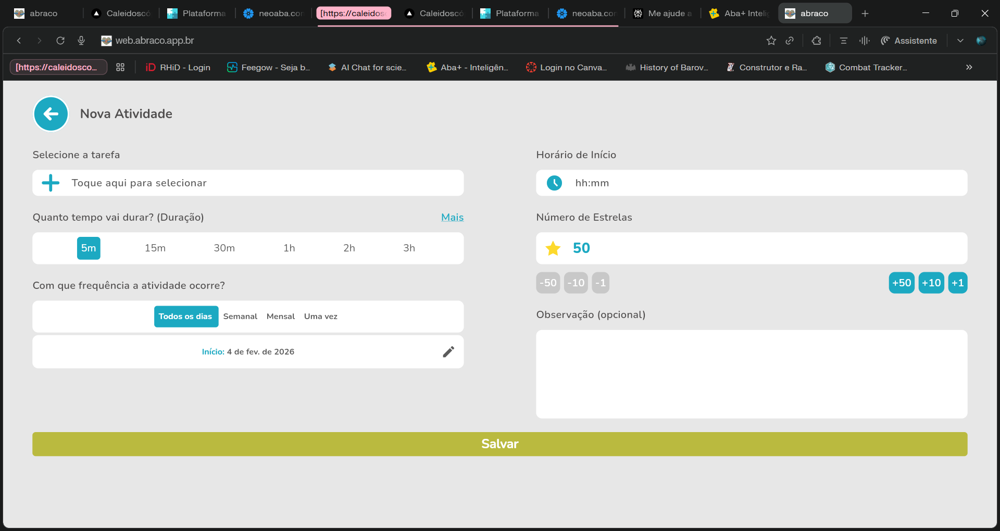 abraco
Caleidoscó
Plataforma
neoaba.con
[https://caleidosc
Caleidoscó
Plataforma
neoaba.con
Me ajude a
Aba+ Intelig
abraco
web.abraco.app.br
Assistente
[https://caleidosco...
RHiD - Login
Feegow - Seja b...
AI Chat for scie...
Aba+ - Inteligên...
Login no Canva...
History of Barov...
Construtor e Ra...
Combat Tracker...
Nova Atividade
Selecione a tarefa
Toque aqui para selecionar
Quanto tempo vai durar? (Duração)
Mais
5m 15m 30m 1h 2h 3h
Com que frequência a atividade ocorre?
Todos os dias Semanal Mensal Uma vez
Início: 4 de fev. de 2026
Horário de Início
hh:mm
Número de Estrelas
50
-50 -10 -1 +50 +10 +1
Observação (opcional)
Salvar